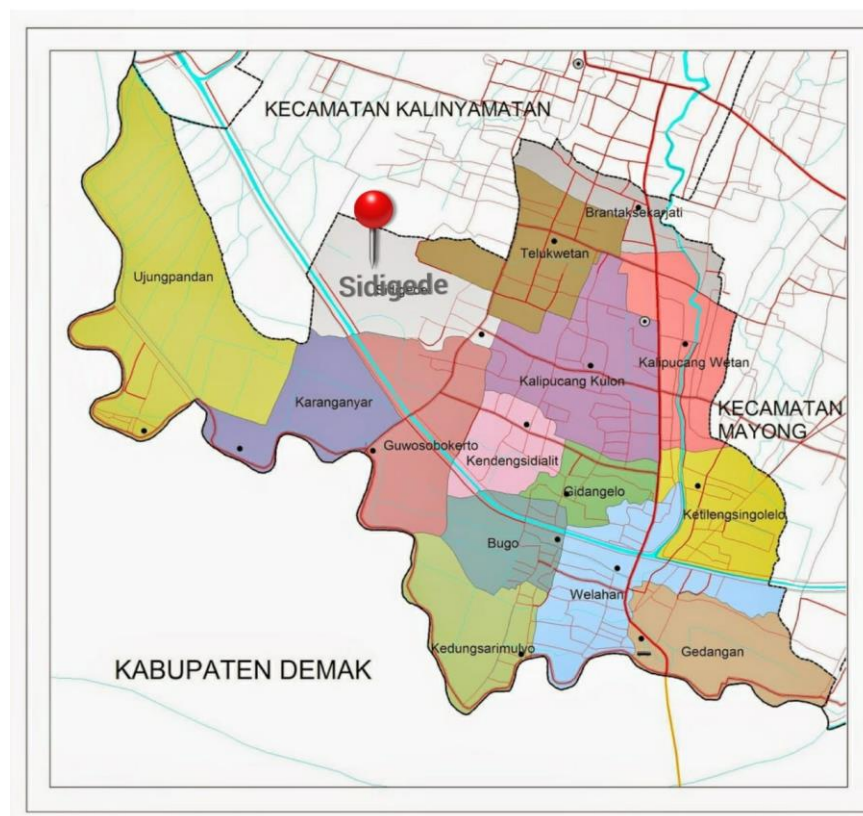 KECAMATAN KALINYAMATAN
Brantaksekarjati
Telukwetan
Ujungpandan
Sidigede
Kalipucang Wetan
Kalipucang Kulon
Karanganyar
KECAMATAN
MAYONG
Guwosobokerto
Kendengsidialit
Gidangelo
Ketilengsingolelo
Bugo
Welahan
Kedungsarimulyo
Gedangan
KABUPATEN DEMAK